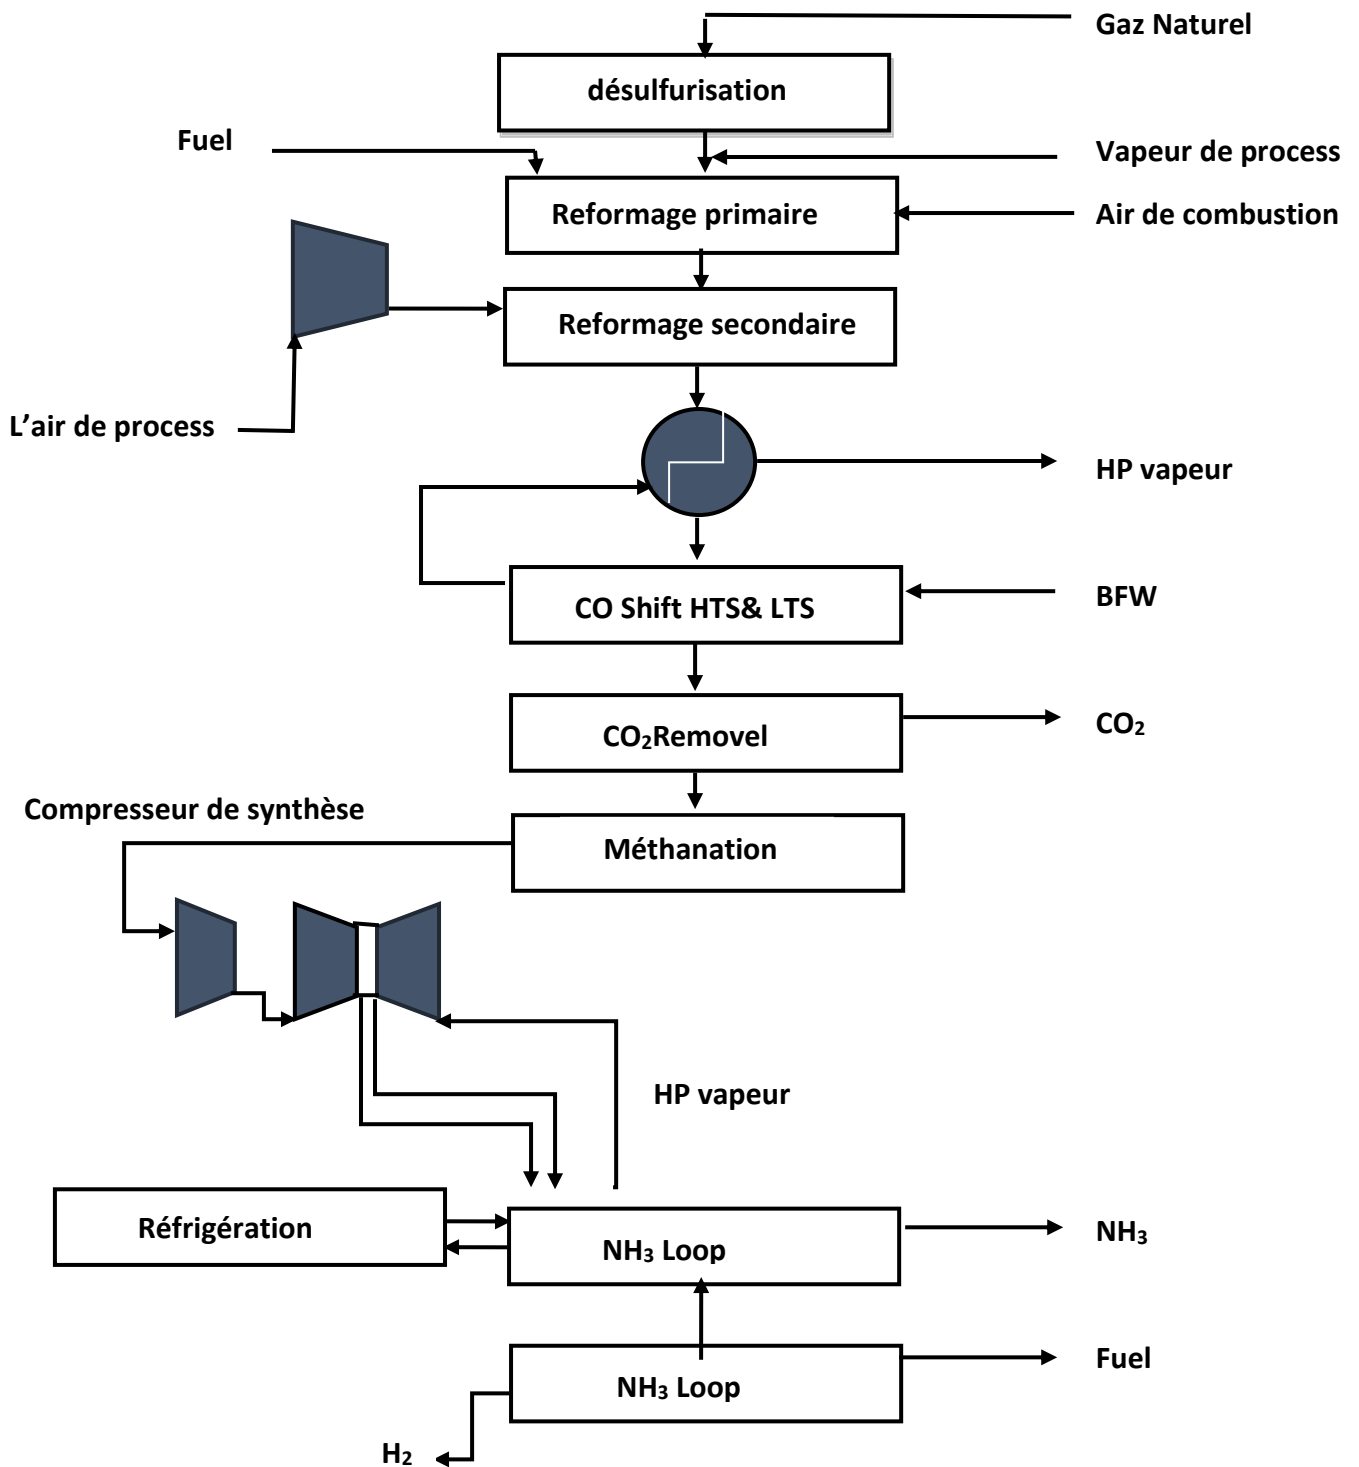 Gaz Naturel
désulfurisation
Fuel
Vapeur de process
Reformage primaire
Air de combustion
Reformage secondaire
L’air de process
HP vapeur
BFW
CO Shift HTS& LTS
CO₂Removel
CO₂
Compresseur de synthèse
Méthanation
HP vapeur
Réfrigération
NH₃ Loop
NH₃
NH₃ Loop
Fuel
H₂